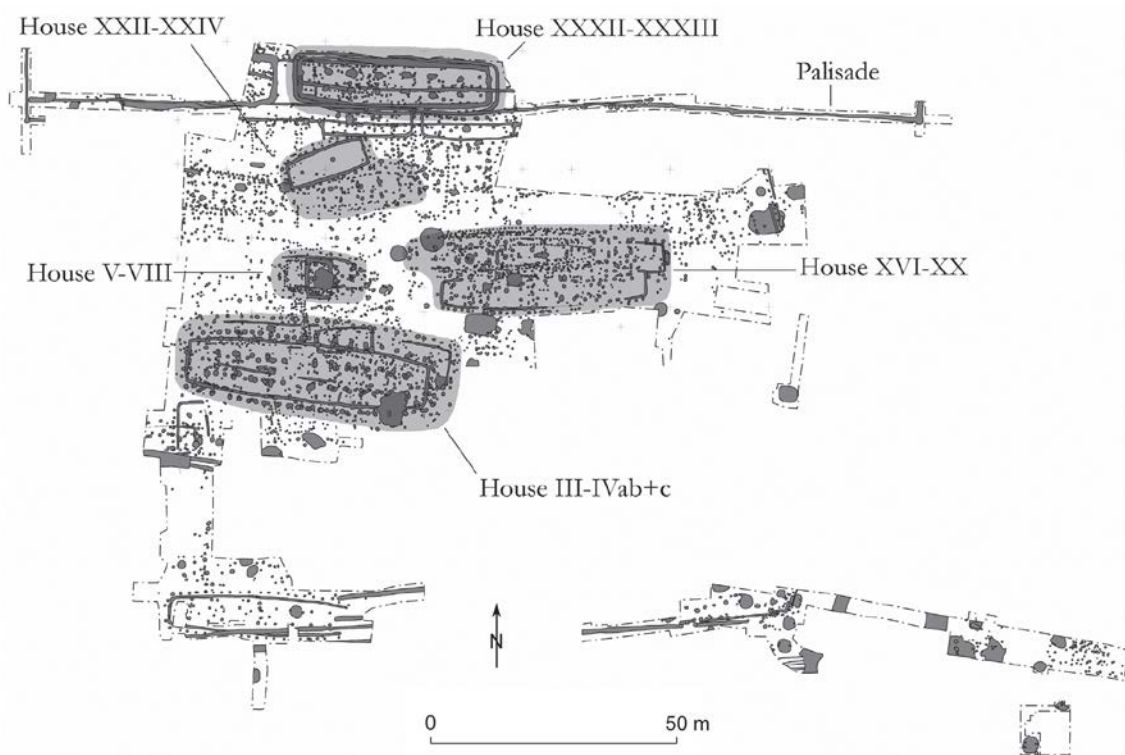 House XXII-XXIV
House XXXII-XXXIII
Palisade
House V-VIII
House XVI-XX
House III-IVab+c
N
0
50 m